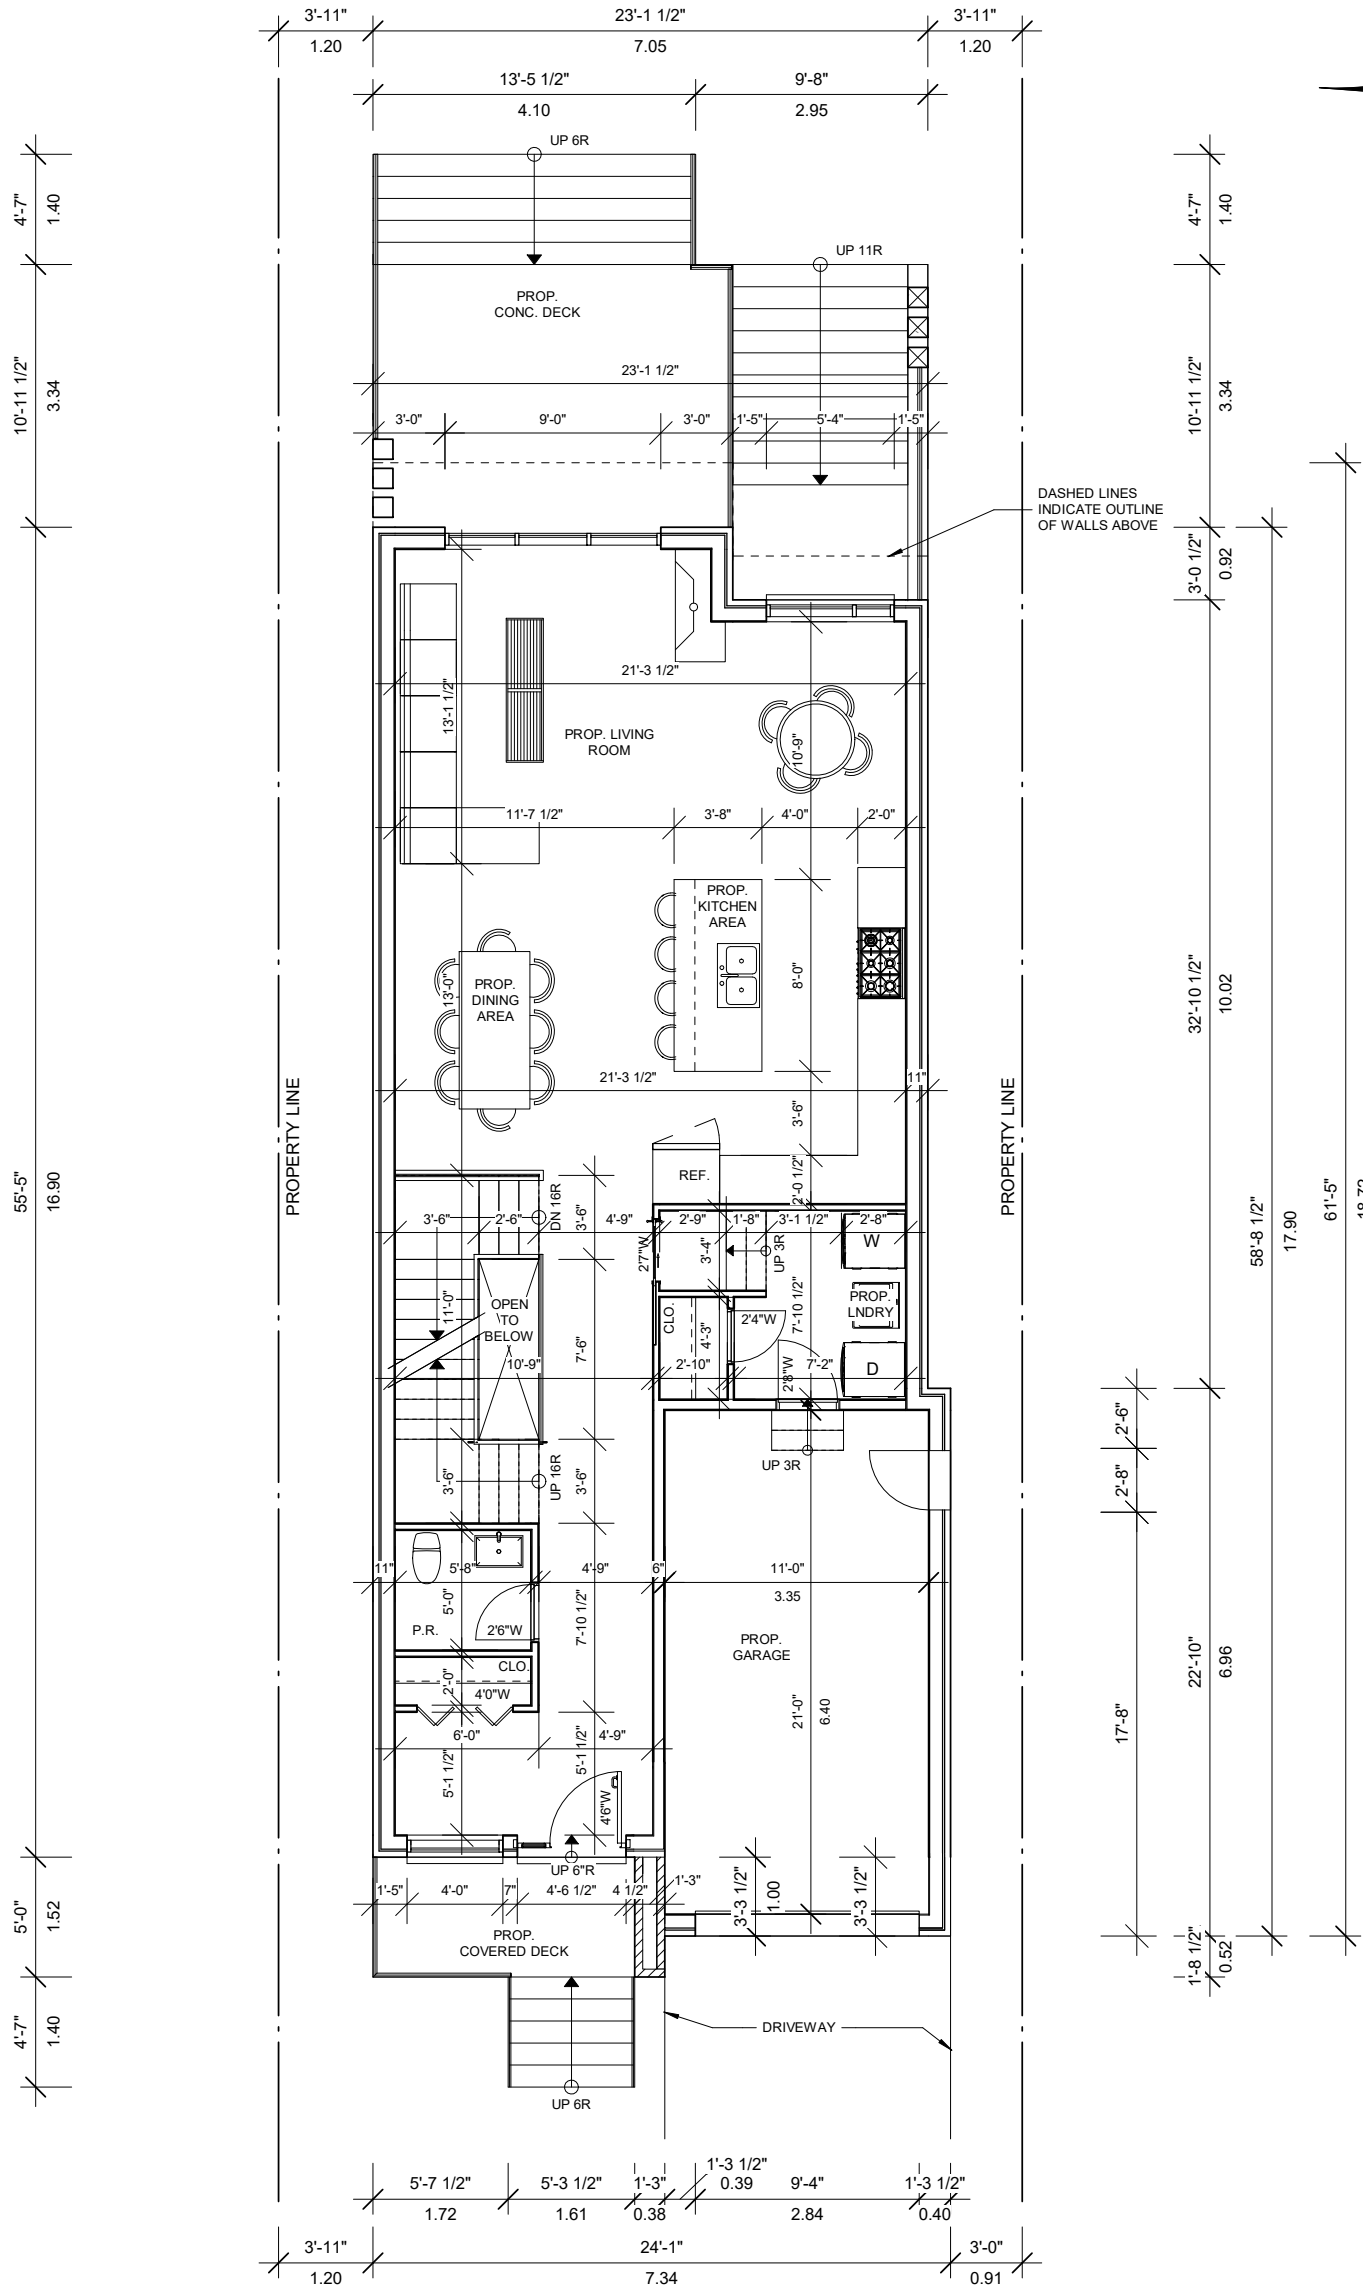 3'-11"
23'-1 1/2"
3'-11"
1.20
7.05
1.20
13'-5 1/2"
9'-8"
4.10
2.95
UP 6R
4'-7"
1.40
4'-7"
1.40
UP 11R
PROP.
CONC. DECK
10'-11 1/2"
3.34
10'-11 1/2"
3.34
23'-1 1/2"
3'-0"
9'-0"
3'-0"
1'-5"
5'-4"
1'-5"
DASHED LINES
INDICATE OUTLINE
OF WALLS ABOVE
3'-0 1/2"
0.92
21'-3 1/2"
13'-1 1/2"
PROP. LIVING
ROOM
10'-9"
11'-7 1/2"
3'-8"
4'-0"
2'-0"
PROP.
KITCHEN
AREA
PROP.
DINING
AREA
13'-0"
8'-0"
32'-10 1/2"
10.02
21'-3 1/2"
11"
PROPERTY LINE
PROPERTY LINE
3'-6"
REF.
2'-0 1/2"
55'-5"
16.90
58'-8 1/2"
17.90
61'-5"
18.72
3'-6"
2'-6"
DN 16R
3'-6"
4'-9"
2'-9"
1'-8"
3'-1 1/2"
2'-8"
W
2'7"W
3'-4"
UP 3R
11'-0"
OPEN
TO
BELOW
7'-6"
CLO.
4'-3"
2'4"W
7'-10 1/2"
PROP.
LNDRY
10'-9"
2'-10"
2'8"W
7'-2"
D
2'-6"
UP 3R
2'-8"
3'-6"
UP 16R
3'-6"
11"
5'-8"
4'-9"
6"
11'-0"
3.35
5'-0"
P.R.
2'6"W
7'-10 1/2"
PROP.
GARAGE
CLO.
2'-0"
4'0"W
21'-0"
6.40
22'-10"
6.96
17'-8"
6'-0"
4'-9"
5'-1 1/2"
5'-1 1/2"
4'6"W
UP 6"R
1'-5"
4'-0"
7"
4'-6 1/2"
4 1/2"
1'-3"
3'-3 1/2"
1.00
3'-3 1/2"
5'-0"
1.52
PROP.
COVERED DECK
1'-8 1/2"
0.52
4'-7"
1.40
DRIVEWAY
UP 6R
5'-7 1/2"
5'-3 1/2"
1'-3"
1'-3 1/2"
0.39
9'-4"
1'-3 1/2"
1.72
1.61
0.38
2.84
0.40
3'-11"
24'-1"
3'-0"
1.20
7.34
0.91